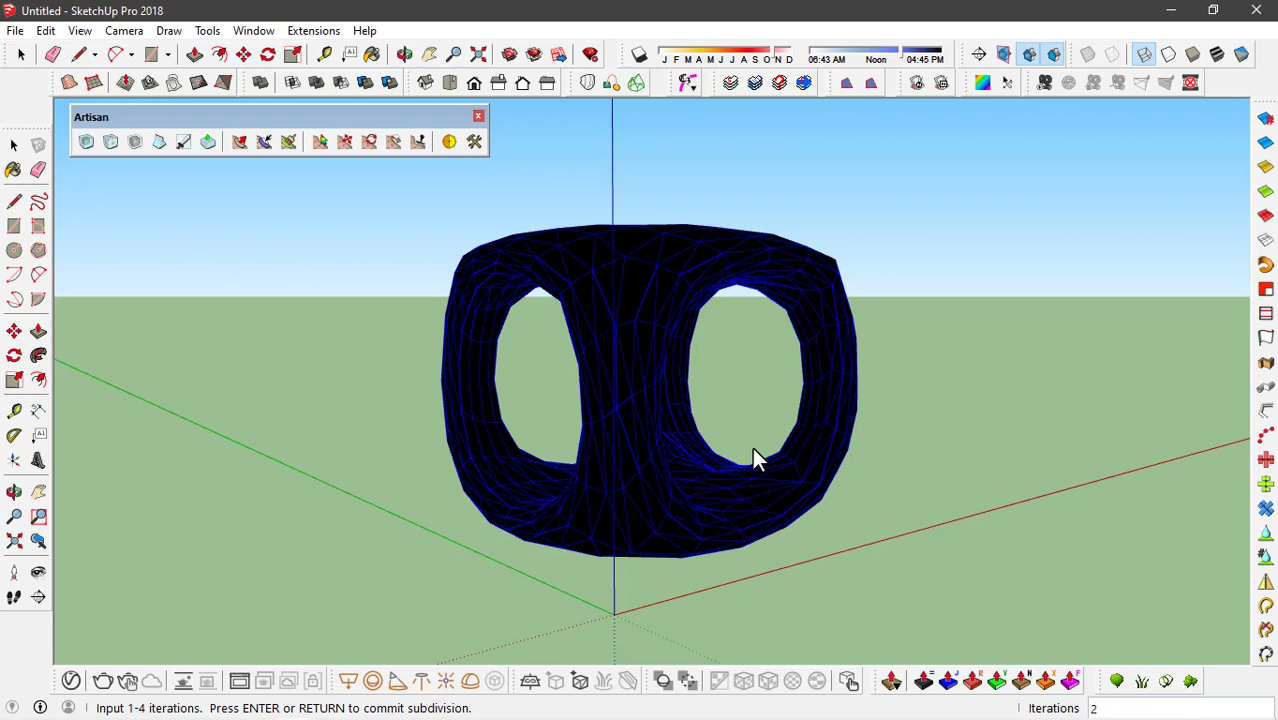 Untitled - SketchUp Pro 2018
File Edit View Camera Draw Tools Window Extensions Help
J F M A M J J A S O N D 06:43 AM Noon 04:45 PM
Artisan
Input 1-4 iterations. Press ENTER or RETURN to commit subdivision. Iterations 2